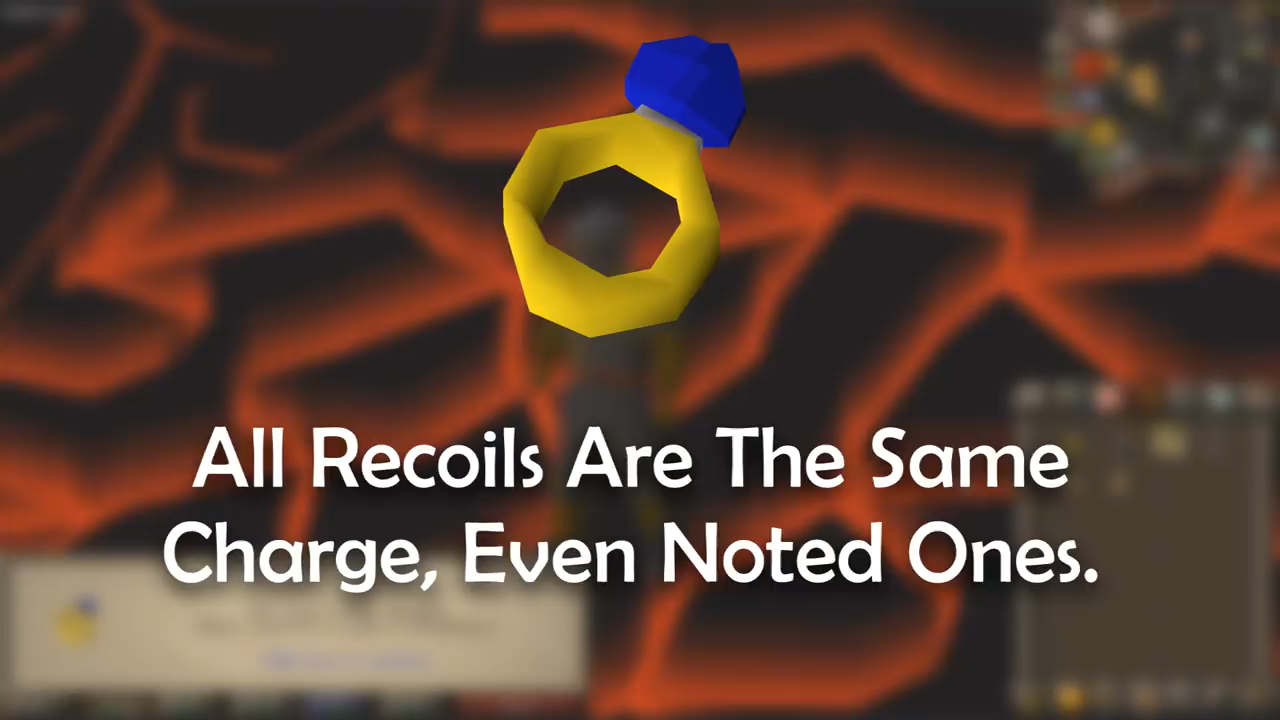 All Recoils Are The Same
Charge, Even Noted Ones.